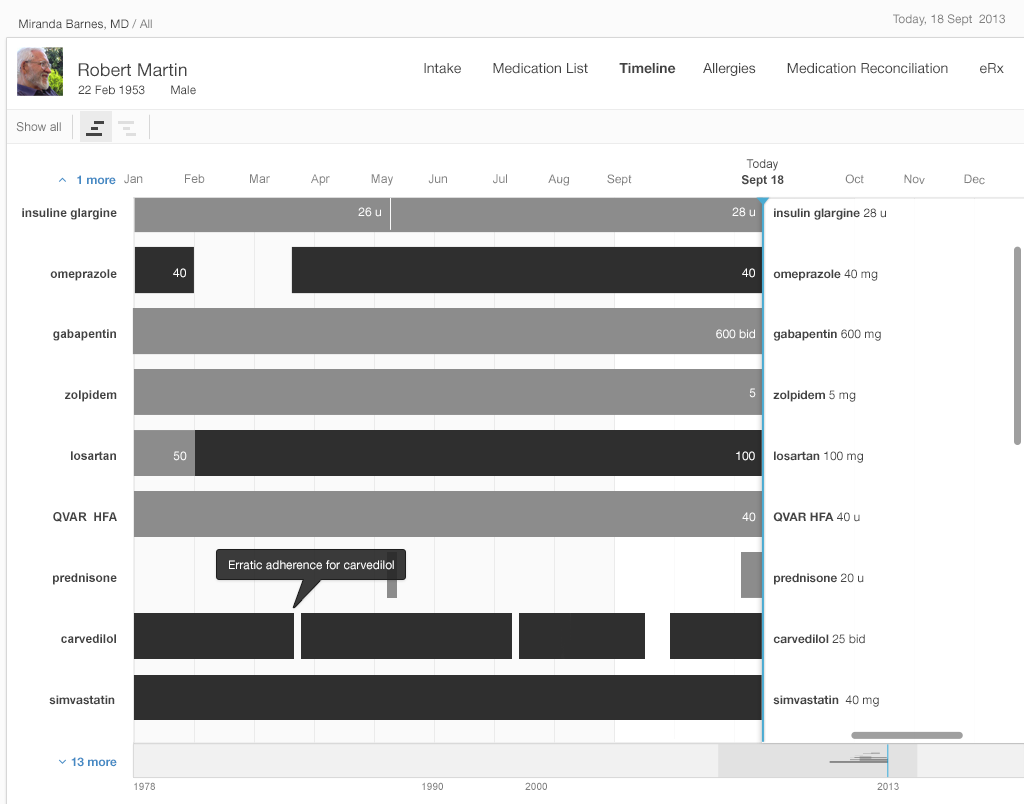 Miranda Barnes, MD / All
Today, 18 Sept 2013
Robert Martin
22 Feb 1953 Male
Intake Medication List Timeline Allergies Medication Reconciliation eRx
Show all
Today
1 more Jan Feb Mar Apr May Jun Jul Aug Sept Sept 18 Oct Nov Dec
insuline glargine 26 u 28 u insulin glargine 28 u
omeprazole 40 40 omeprazole 40 mg
gabapentin 600 bid gabapentin 600 mg
zolpidem 5 zolpidem 5 mg
losartan 50 100 losartan 100 mg
QVAR HFA 40 QVAR HFA 40 u
Erratic adherence for carvedilol
prednisone prednisone 20 u
carvedilol carvedilol 25 bid
simvastatin simvastatin 40 mg
13 more
1978 1990 2000 2013